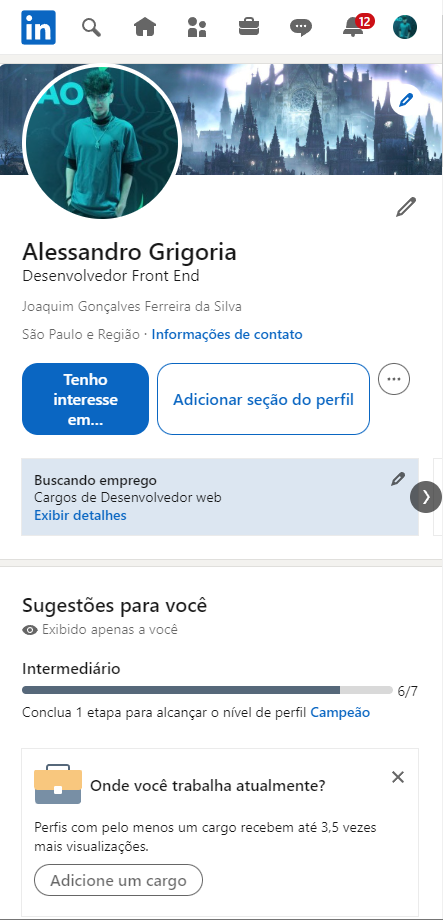 in
12
AO
Alessandro Grigoria
Desenvolvedor Front End
Joaquim Gonçalves Ferreira da Silva
São Paulo e Região · Informações de contato
Tenho
interesse
em...
Adicionar seção do perfil
Buscando emprego
Cargos de Desenvolvedor web
Exibir detalhes
Sugestões para você
Exibido apenas a você
Intermediário
6/7
Conclua 1 etapa para alcançar o nível de perfil Campeão
Onde você trabalha atualmente?
Perfis com pelo menos um cargo recebem até 3,5 vezes
mais visualizações.
Adicione um cargo